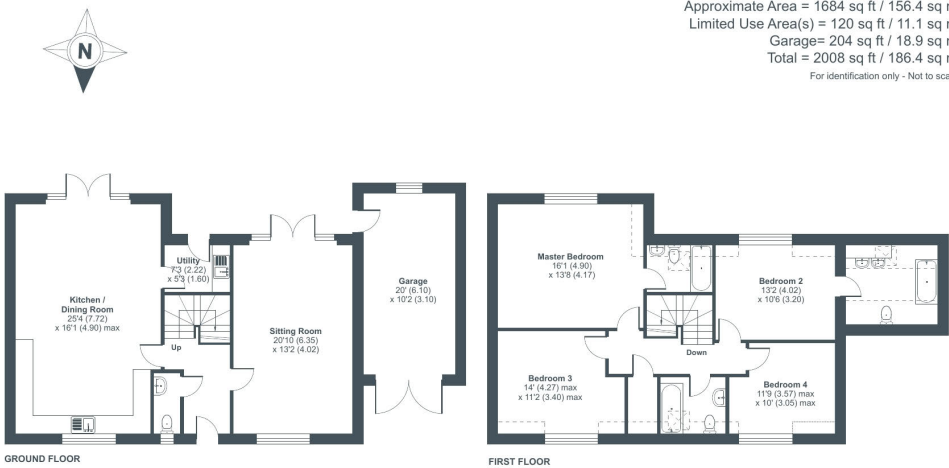 Approximate Area = 1684 sq ft / 156.4 sq m
Limited Use Area(s) = 120 sq ft / 11.1 sq m
Garage= 204 sq ft / 18.9 sq m
Total = 2008 sq ft / 186.4 sq m
For identification only - Not to sca
N
Kitchen /
Dining Room
25'4 (7.72)
x 16'1 (4.90) max
Utility
7'3 (2.22)
x 5'3 (1.60)
Up
Sitting Room
20'10 (6.35)
x 13'2 (4.02)
Garage
20' (6.10)
x 10'2 (3.10)
GROUND FLOOR
Master Bedroom
16'1 (4.90)
x 13'8 (4.17)
Bedroom 2
13'2 (4.02)
x 10'6 (3.20)
Down
Bedroom 3
14' (4.27) max
x 11'2 (3.40) max
Bedroom 4
11'9 (3.57) max
x 10' (3.05) max
FIRST FLOOR